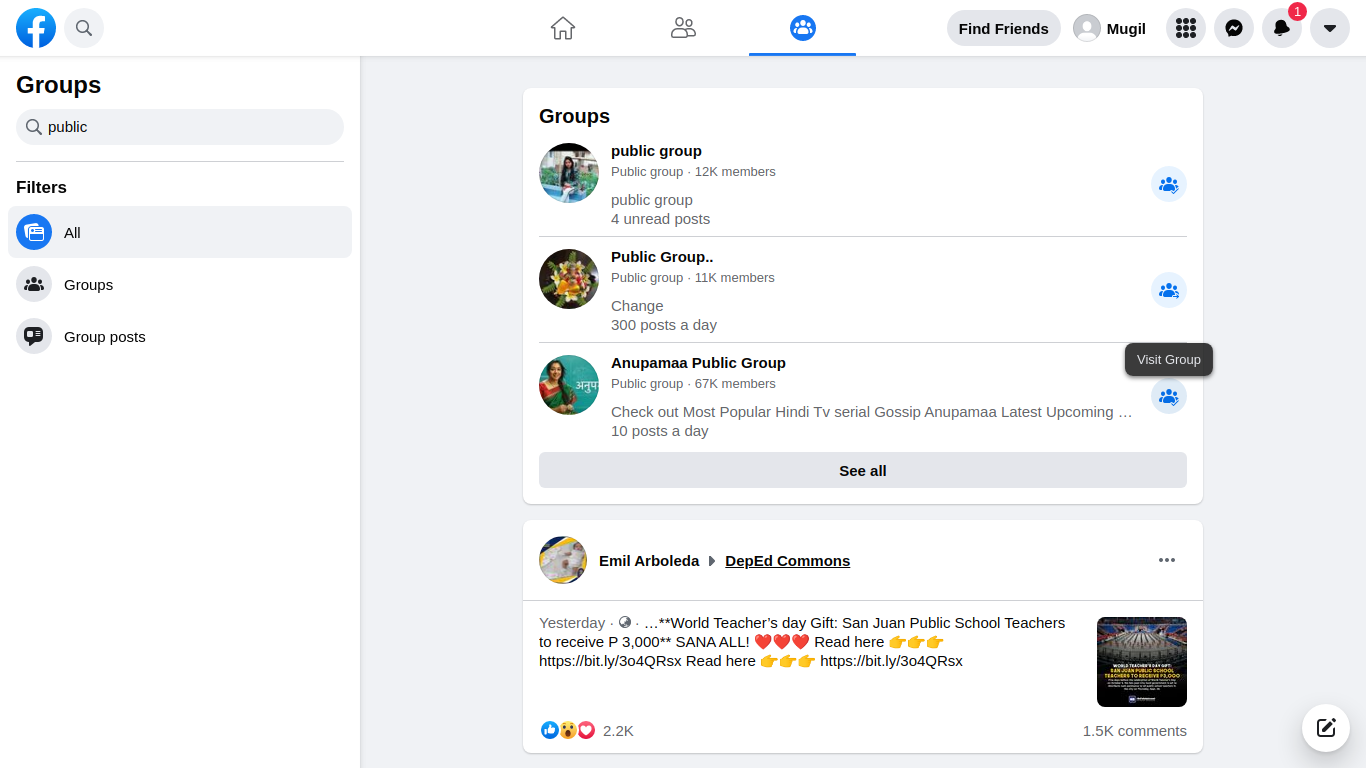 Find Friends
Mugil
1
Groups
public
Filters
All
Groups
Group posts
Groups
public group
Public group · 12K members
public group
4 unread posts
Public Group..
Public group · 11K members
Change
300 posts a day
Visit Group
Anupamaa Public Group
Public group · 67K members
Check out Most Popular Hindi Tv serial Gossip Anupamaa Latest Upcoming …
10 posts a day
See all
Emil Arboleda
DepEd Commons
Yesterday · · …**World Teacher’s day Gift: San Juan Public School Teachers
to receive P 3,000** SANA ALL! ❤️❤️❤️ Read here 👉👉👉
https://bit.ly/3o4QRsx Read here 👉👉👉 https://bit.ly/3o4QRsx
WORLD TEACHER'S DAY GIFT:
SAN JUAN PUBLIC SCHOOL
TEACHERS TO RECEIVE P3,000
2.2K
1.5K comments